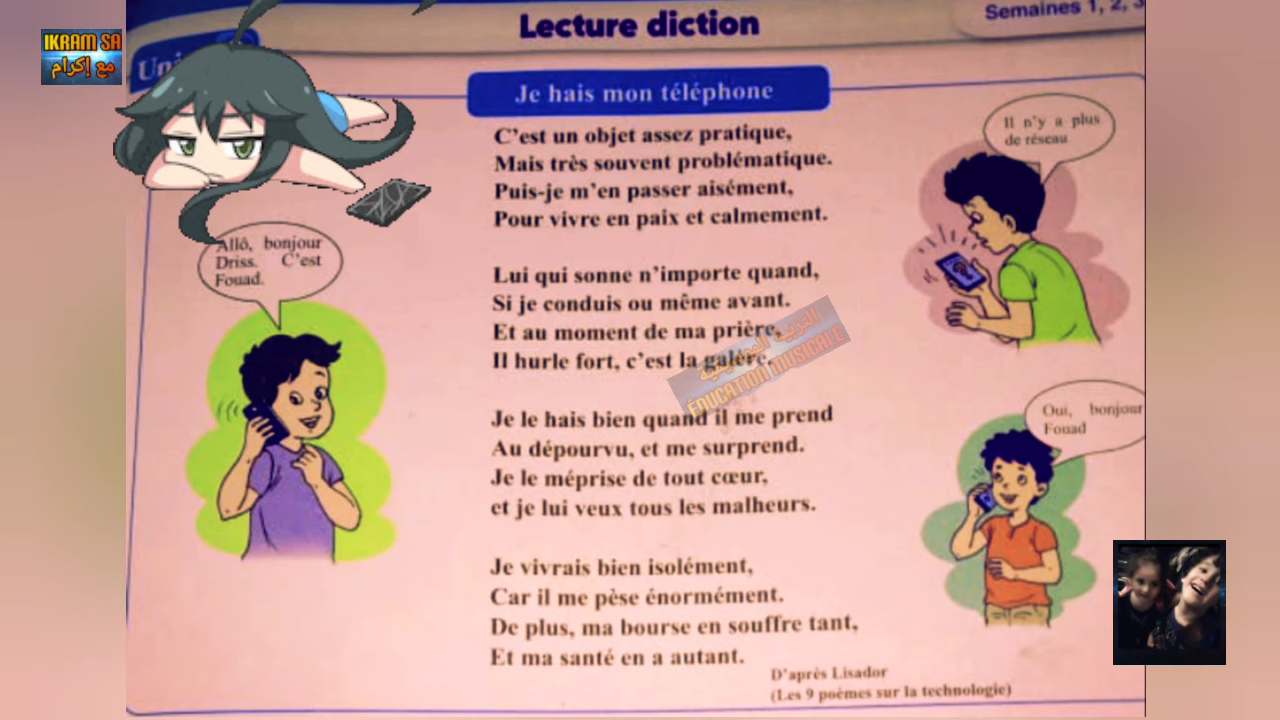 IKRAM SA
مع إكرام
Lecture diction
Semaines 1, 2, 3
Je hais mon téléphone
C'est un objet assez pratique,
Mais très souvent problématique.
Puis-je m'en passer aisément,
Pour vivre en paix et calmement.
Lui qui sonne n'importe quand,
Si je conduis ou même avant.
Et au moment de ma prière,
Il hurle fort, c'est la galère.
Je le hais bien quand il me prend
Au dépourvu, et me surprend.
Je le méprise de tout cœur,
et je lui veux tous les malheurs.
Je vivrais bien isolément,
Car il me pèse énormément.
De plus, ma bourse en souffre tant,
Et ma santé en a autant.
D'après Lisador
(Les 9 poèmes sur la technologie)
Allô, bonjour
Driss. C'est
Fouad.
Il n'y a plus
de réseau
Oui, bonjour
Fouad
التربية الموسيقية
ÉDUCATION MUSICALE